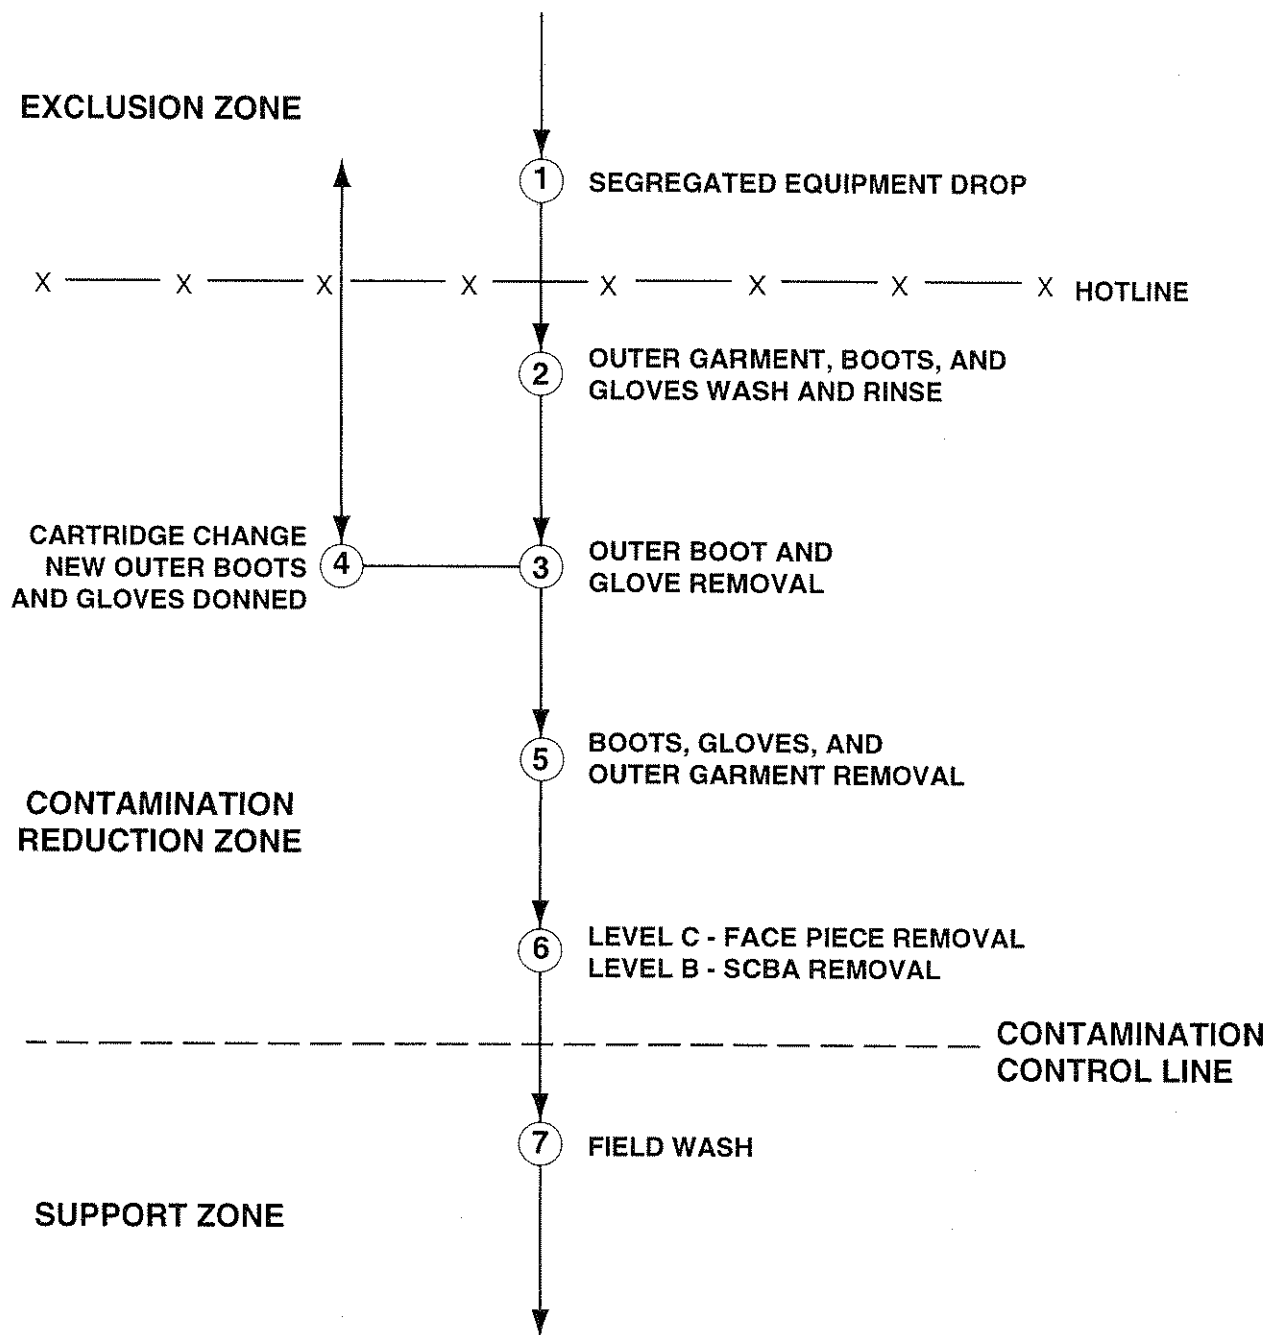 EXCLUSION ZONE
1 SEGREGATED EQUIPMENT DROP
X X X X X X X X HOTLINE
2 OUTER GARMENT, BOOTS, AND
GLOVES WASH AND RINSE
CARTRIDGE CHANGE
NEW OUTER BOOTS
AND GLOVES DONNED
4
3 OUTER BOOT AND
GLOVE REMOVAL
5 BOOTS, GLOVES, AND
OUTER GARMENT REMOVAL
CONTAMINATION
REDUCTION ZONE
6 LEVEL C - FACE PIECE REMOVAL
LEVEL B - SCBA REMOVAL
CONTAMINATION
CONTROL LINE
7 FIELD WASH
SUPPORT ZONE